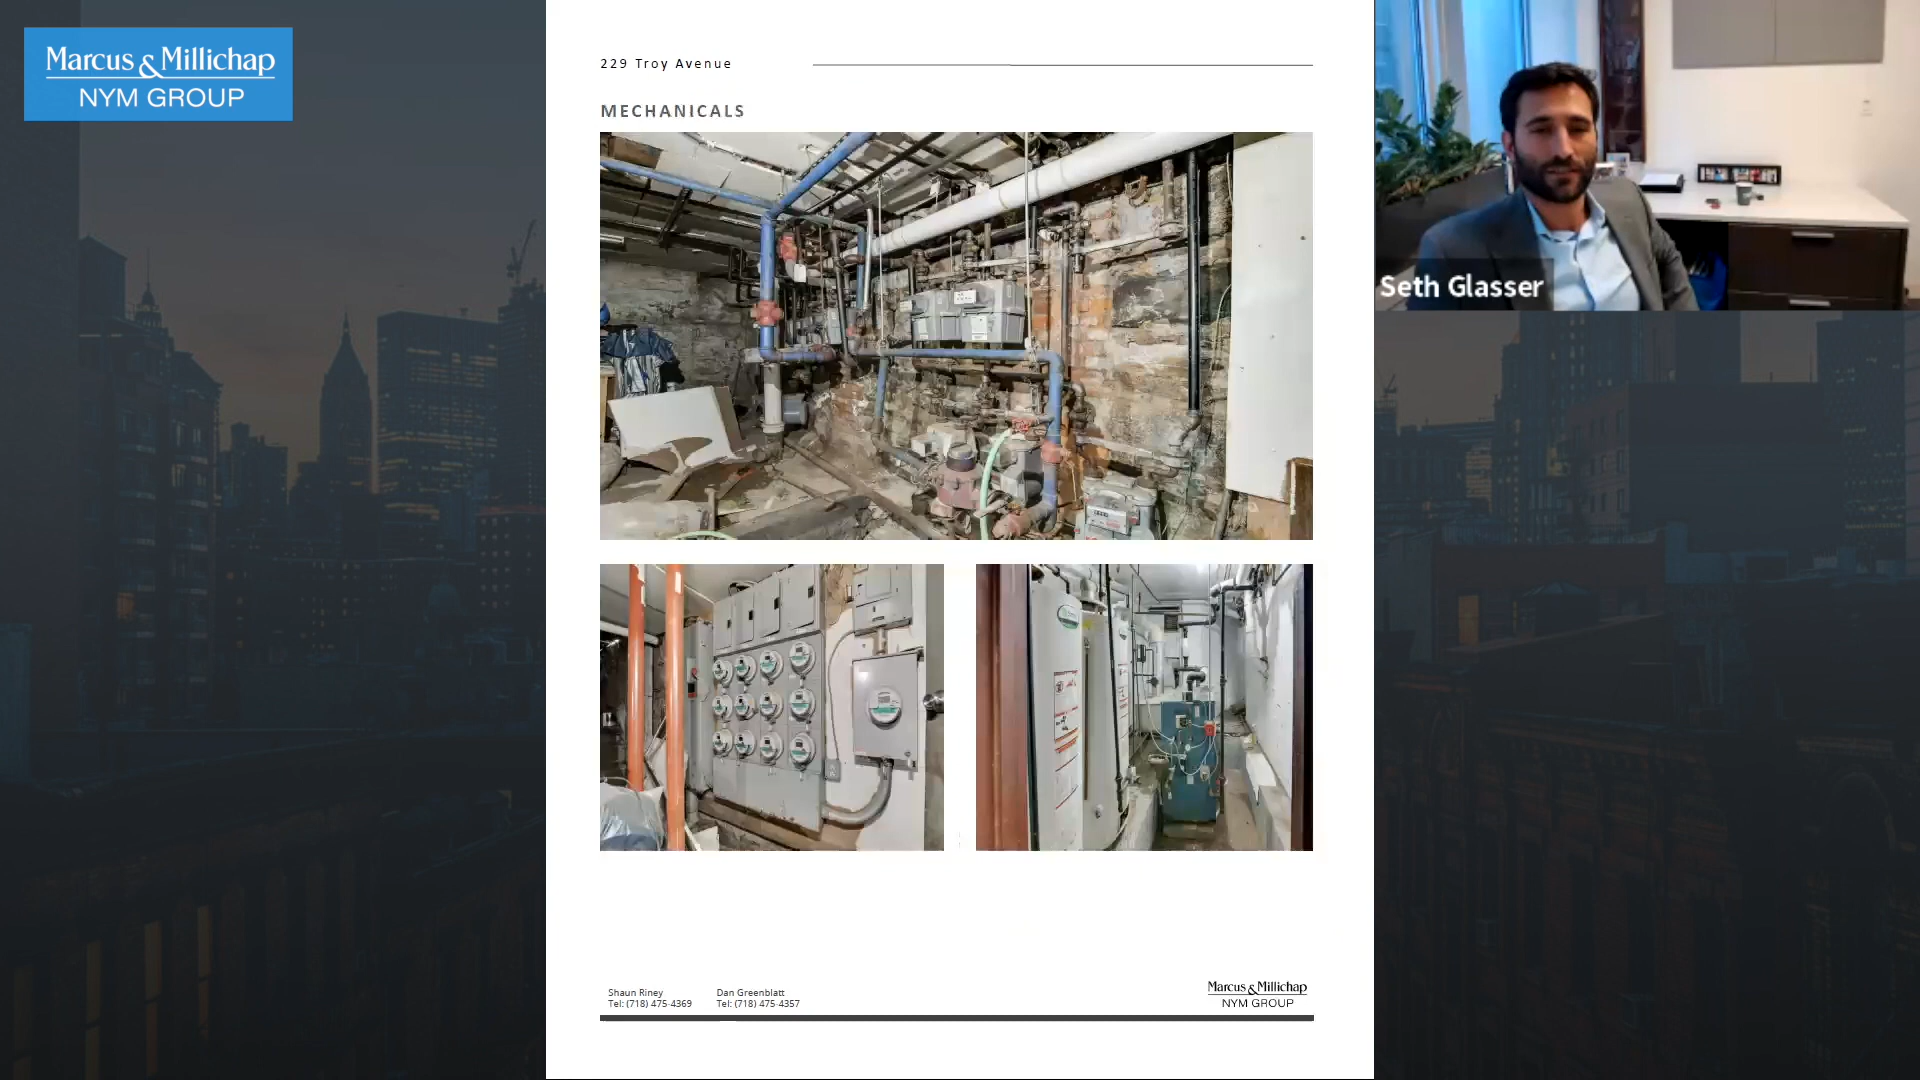 Marcus & Millichap
NYM GROUP
229 Troy Avenue
MECHANICALS
Seth Glasser
Shaun Riney
Tel: (718) 475-4369
Dan Greenblatt
Tel: (718) 475-4357
Marcus & Millichap
NYM GROUP